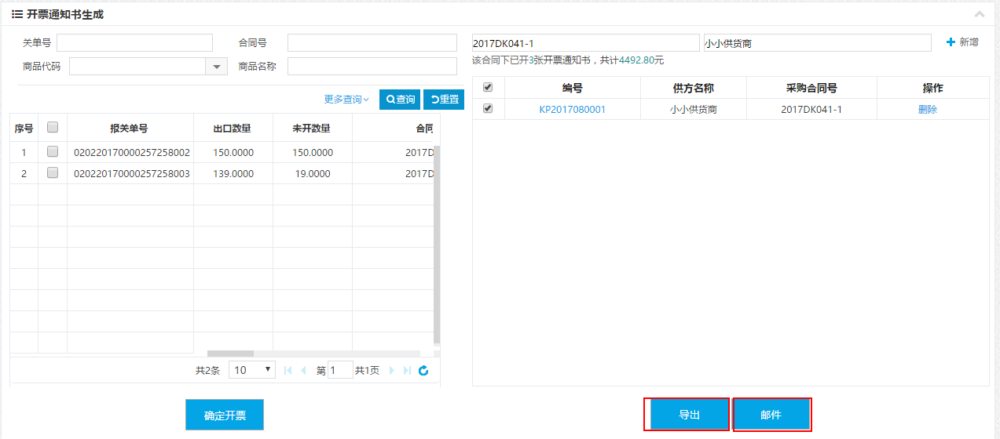 开票通知书生成
关单号 合同号
商品代码 商品名称
更多查询 查询 重置
序号 报关单号 出口数量 未开数量 合同
1 020220170000257258002 150.0000 150.0000 2017D
2 020220170000257258003 139.0000 19.0000 2017D
共2条 10 第 1 共1页
确定开票
2017DK041-1 小小供货商 新增
该合同下已开3张开票通知书，共计4492.80元
编号 供方名称 采购合同号 操作
KP2017080001 小小供货商 2017DK041-1 删除
导出 邮件